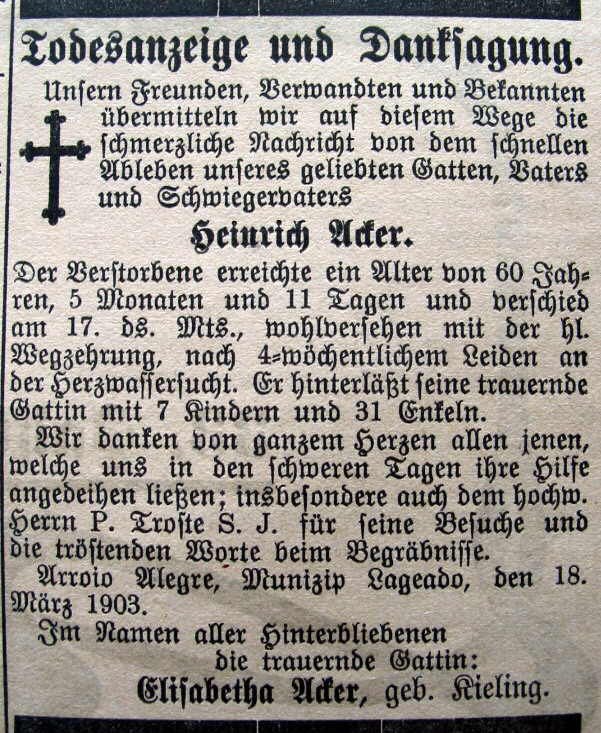 Todesanzeige und Danksagung.
Unsern Freunden, Verwandten und Bekannten
übermitteln wir auf diesem Wege die
schmerzliche Nachricht von dem schnellen
Ableben unseres geliebten Gatten, Vaters
und Schwiegervaters
Heinrich Acker.
Der Verstorbene erreichte ein Alter von 60 Jah-
ren, 5 Monaten und 11 Tagen und verschied
am 17. ds. Mts., wohlversehen mit der hl.
Wegzehrung, nach 4-wöchentlichem Leiden an
der Herzwassersucht. Er hinterläßt seine trauernde
Gattin mit 7 Kindern und 31 Enkeln.
Wir danken von ganzem Herzen allen jenen,
welche uns in den schweren Tagen ihre Hilfe
angedeihen ließen; insbesondere auch dem hochw.
Herrn P. Troste S. J. für seine Besuche und
die tröstenden Worte beim Begräbnisse.
Arroio Alegre, Munizip Lageado, den 18.
März 1903.
Im Namen aller Hinterbliebenen
die trauernde Gattin:
Elisabetha Acker, geb. Kieling.